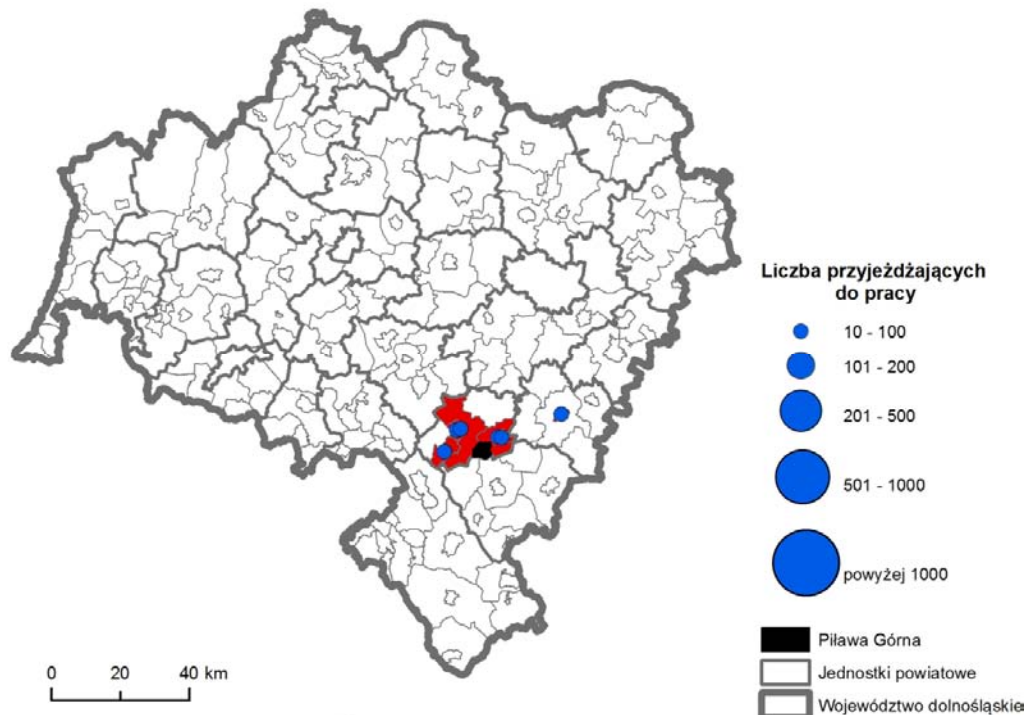 Liczba przyjeżdżających
do pracy
10 - 100
101 - 200
201 - 500
501 - 1000
powyżej 1000
Piława Górna
Jednostki powiatowe
Województwo dolnośląskie
0 20 40 km